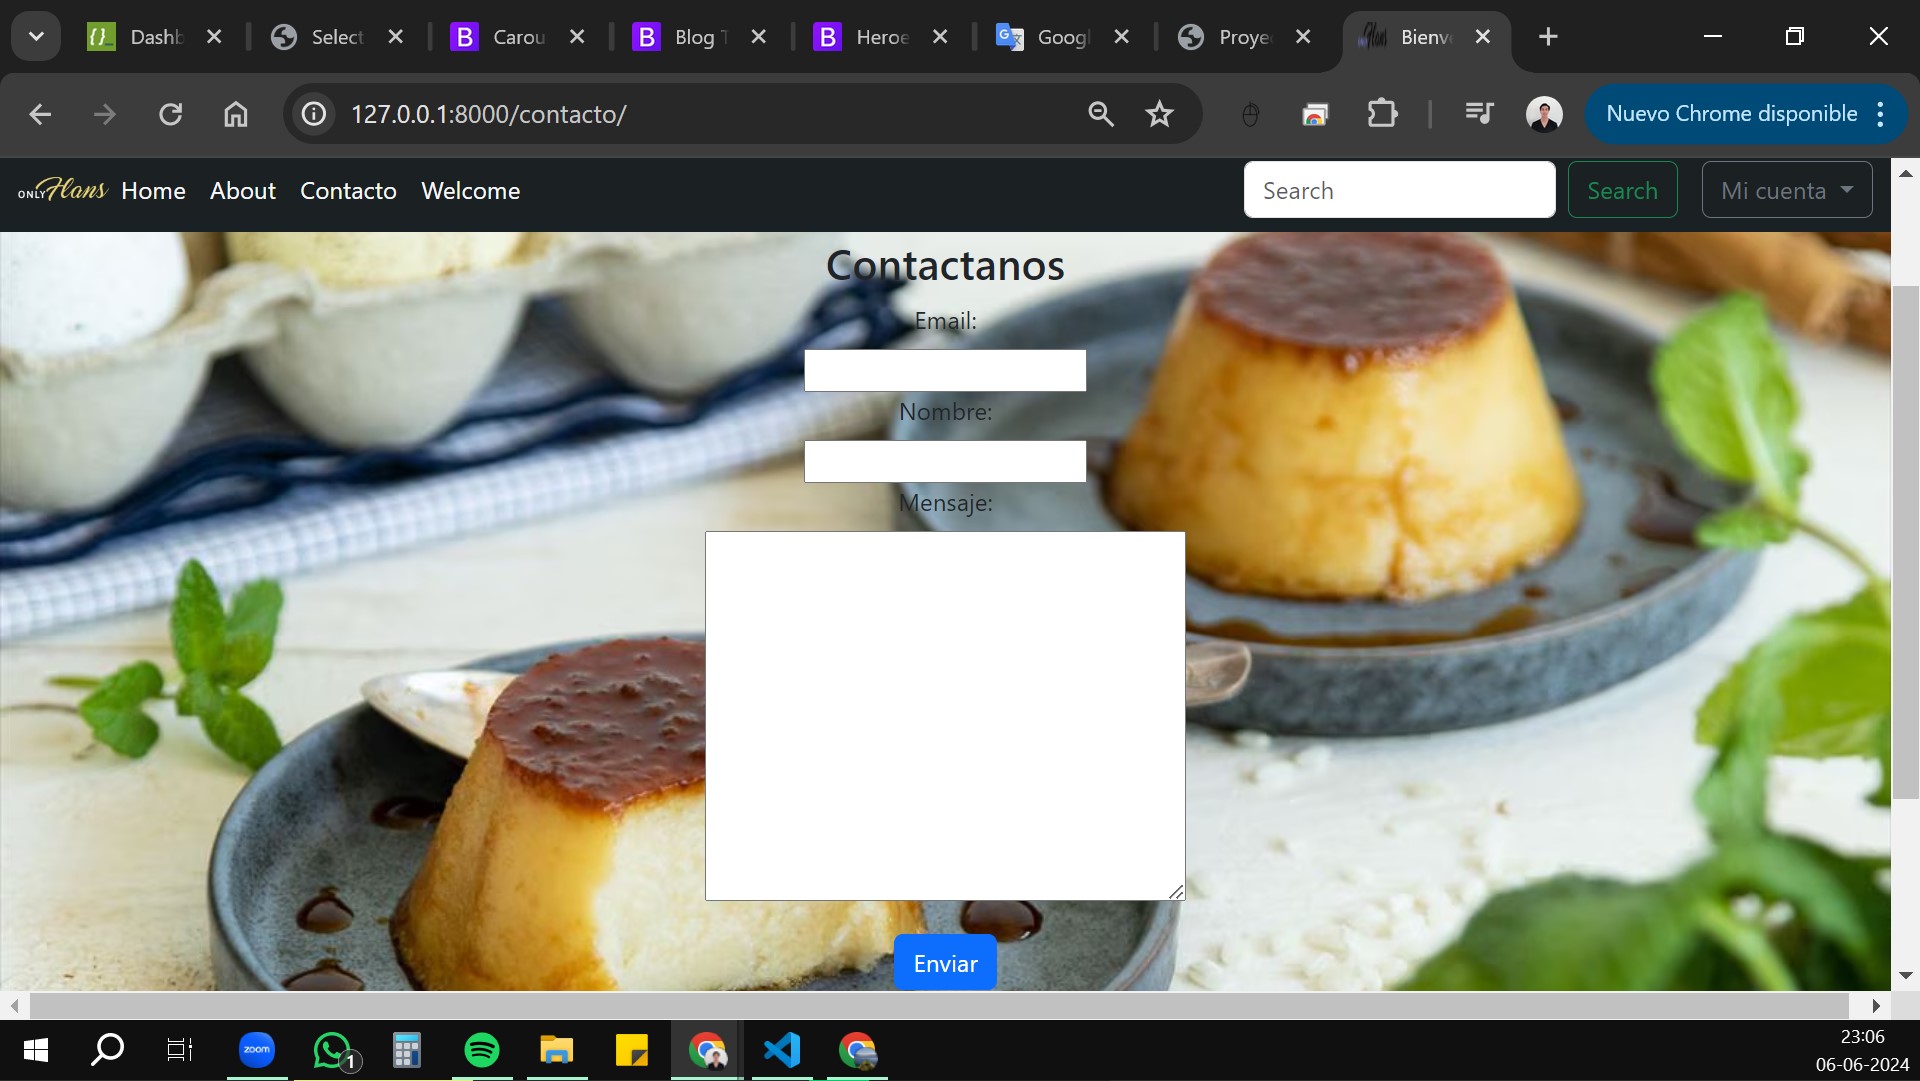 Dashb
Select
Carou
Blog T
Heroe
Googl
Proye
Bienve
127.0.0.1:8000/contacto/
Nuevo Chrome disponible
ONLY Hans
Home
About
Contacto
Welcome
Search
Search
Mi cuenta
Contactanos
Email:
Nombre:
Mensaje:
Enviar
zoom
1
23:06
06-06-2024